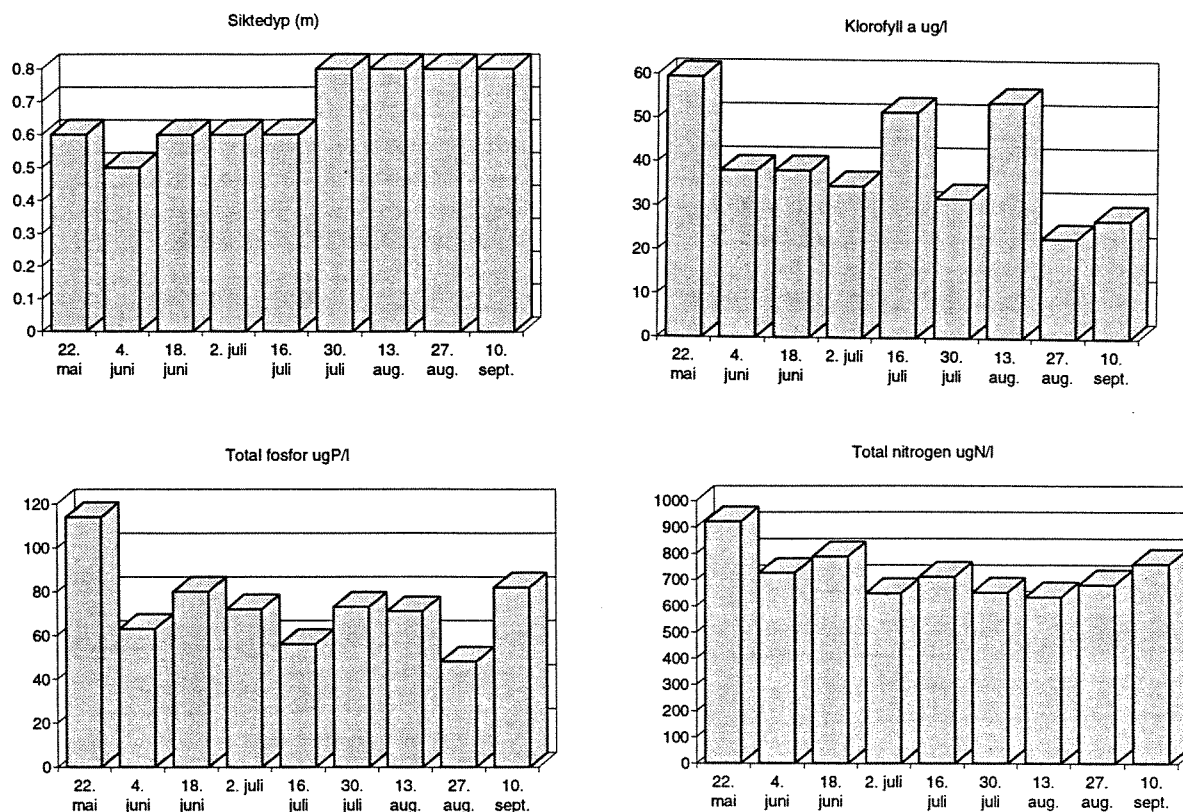 Siktedyp (m)
0.8
0.7
0.6
0.5
0.4
0.3
0.2
0.1
0
22. 4. 18. 2. juli 16. 30. 13. 27. 10.
mai juni juni juli juli aug. aug. sept.
Klorofyll a ug/l
60
50
40
30
20
10
0
22. 4. 18. 2. juli 16. 30. 13. 27. 10.
mai juni juni juli juli aug. aug. sept.
Total fosfor ugP/l
120
100
80
60
40
20
0
22. 4. 18. 2. juli 16. 30. 13. 27. 10.
mai juni juni juli juli aug. aug. sept.
Total nitrogen ugN/l
1000
900
800
700
600
500
400
300
200
100
0
22. 4. 18. 2. juli 16. 30. 13. 27. 10.
mai juni juni juli juli aug. aug. sept.